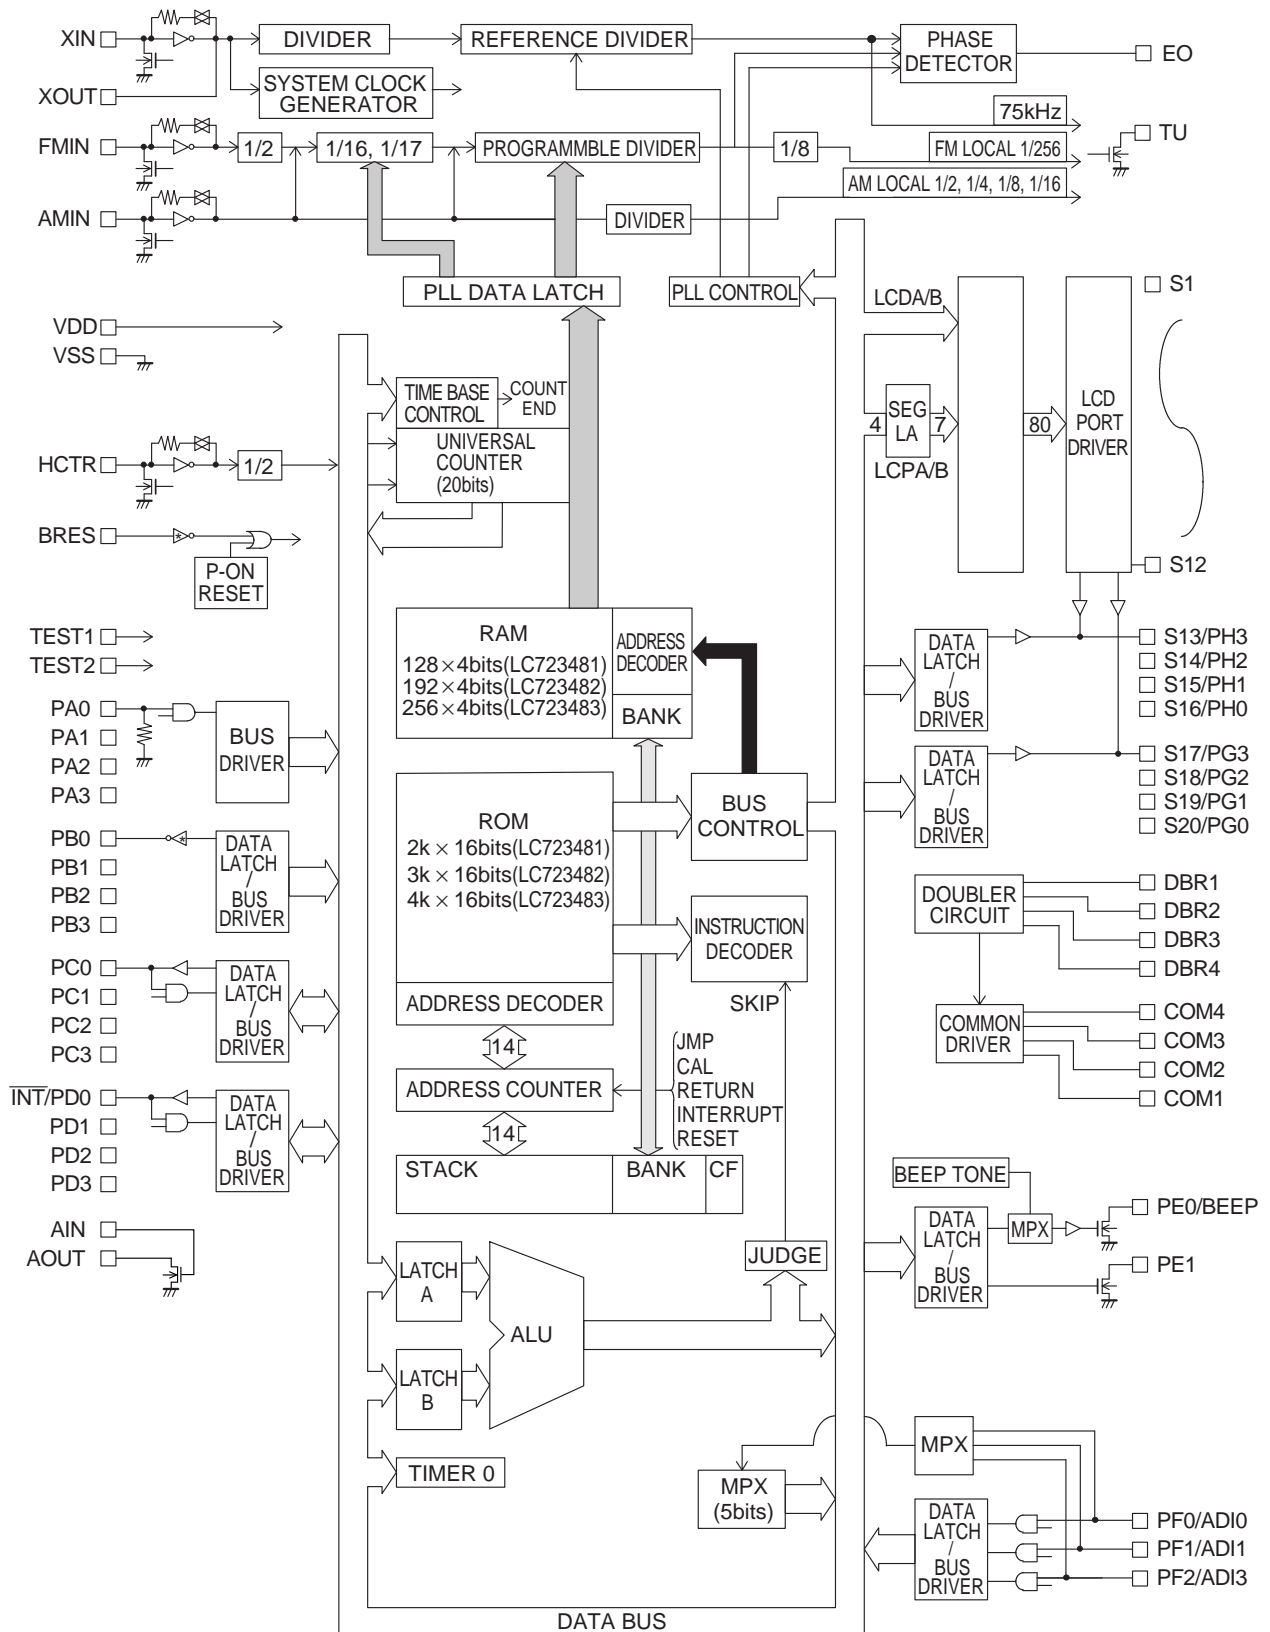 XIN
DIVIDER
REFERENCE DIVIDER
PHASE
DETECTOR
EO
XOUT
SYSTEM CLOCK
GENERATOR
75kHz
TU
FMIN
1/2
1/16, 1/17
PROGRAMMBLE DIVIDER
1/8
FM LOCAL 1/256
AM LOCAL 1/2, 1/4, 1/8, 1/16
AMIN
DIVIDER
PLL DATA LATCH
PLL CONTROL
LCDA/B
S1
VDD
VSS
TIME BASE
CONTROL
COUNT
END
UNIVERSAL
COUNTER
(20bits)
4
SEG
LA
7
LCPA/B
80
LCD
PORT
DRIVER
HCTR
1/2
BRES
*
P-ON
RESET
S12
TEST1
TEST2
RAM
128×4bits(LC723481)
192×4bits(LC723482)
256×4bits(LC723483)
ADDRESS
DECODER
BANK
DATA
LATCH
/
BUS
DRIVER
S13/PH3
S14/PH2
S15/PH1
S16/PH0
PA0
PA1
PA2
PA3
BUS
DRIVER
DATA
LATCH
/
BUS
DRIVER
S17/PG3
S18/PG2
S19/PG1
S20/PG0
PB0
PB1
PB2
PB3
*
DATA
LATCH
/
BUS
DRIVER
ROM
2k × 16bits(LC723481)
3k × 16bits(LC723482)
4k × 16bits(LC723483)
BUS
CONTROL
INSTRUCTION
DECODER
DOUBLER
CIRCUIT
DBR1
DBR2
DBR3
DBR4
PC0
PC1
PC2
PC3
DATA
LATCH
/
BUS
DRIVER
ADDRESS DECODER
SKIP
14
JMP
CAL
RETURN
INTERRUPT
RESET
COMMON
DRIVER
COM4
COM3
COM2
COM1
INT/PD0
PD1
PD2
PD3
DATA
LATCH
/
BUS
DRIVER
ADDRESS COUNTER
14
STACK
BANK
CF
BEEP TONE
MPX
PE0/BEEP
DATA
LATCH
/
BUS
DRIVER
PE1
AIN
AOUT
LATCH
A
ALU
JUDGE
LATCH
B
TIMER 0
MPX
(5bits)
MPX
DATA
LATCH
/
BUS
DRIVER
PF0/ADI0
PF1/ADI1
PF2/ADI3
DATA BUS